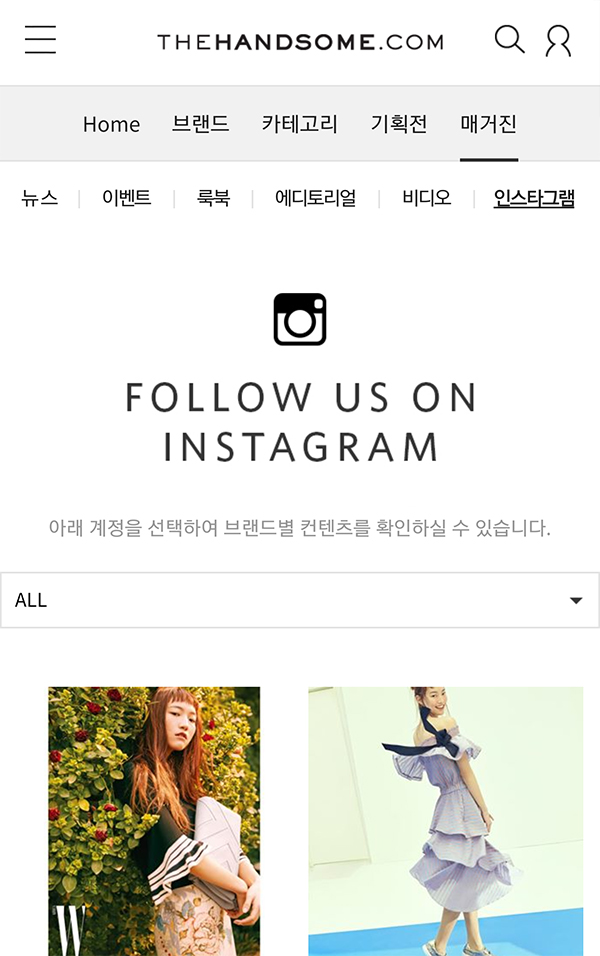 THEHANDSOME.COM
Home 브랜드 카테고리 기획전 매거진
뉴스 이벤트 룩북 에디토리얼 비디오 인스타그램
FOLLOW US ON
INSTAGRAM
아래 계정을 선택하여 브랜드별 컨텐츠를 확인하실 수 있습니다.
ALL
W